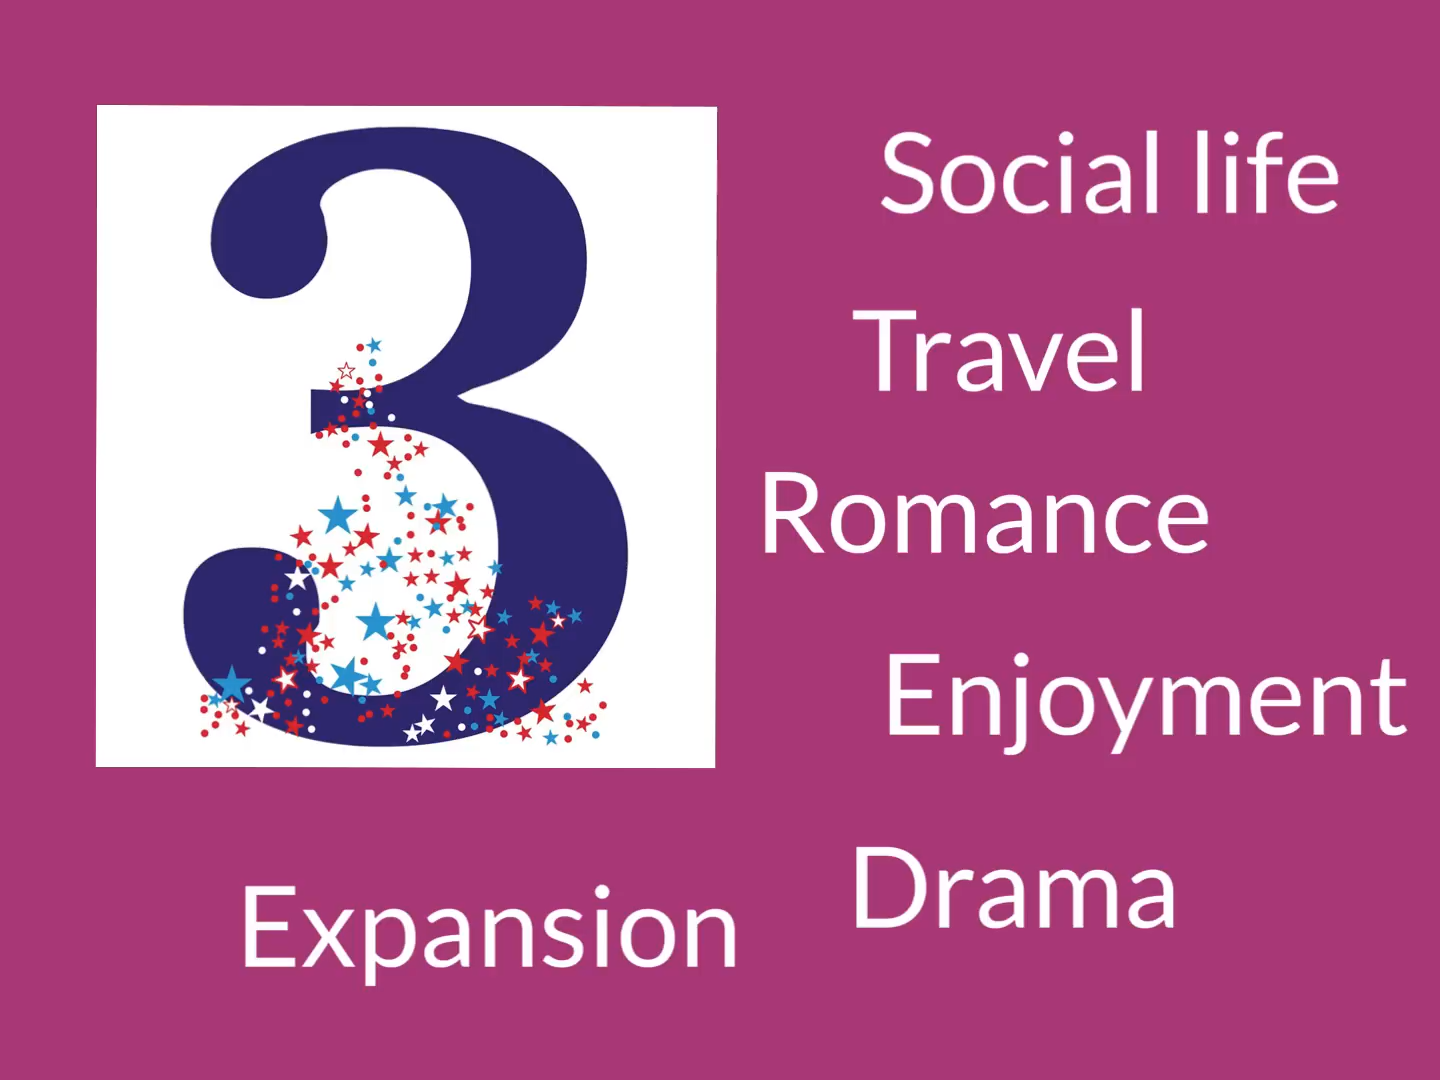 3
Social life
Travel
Romance
Enjoyment
Drama
Expansion